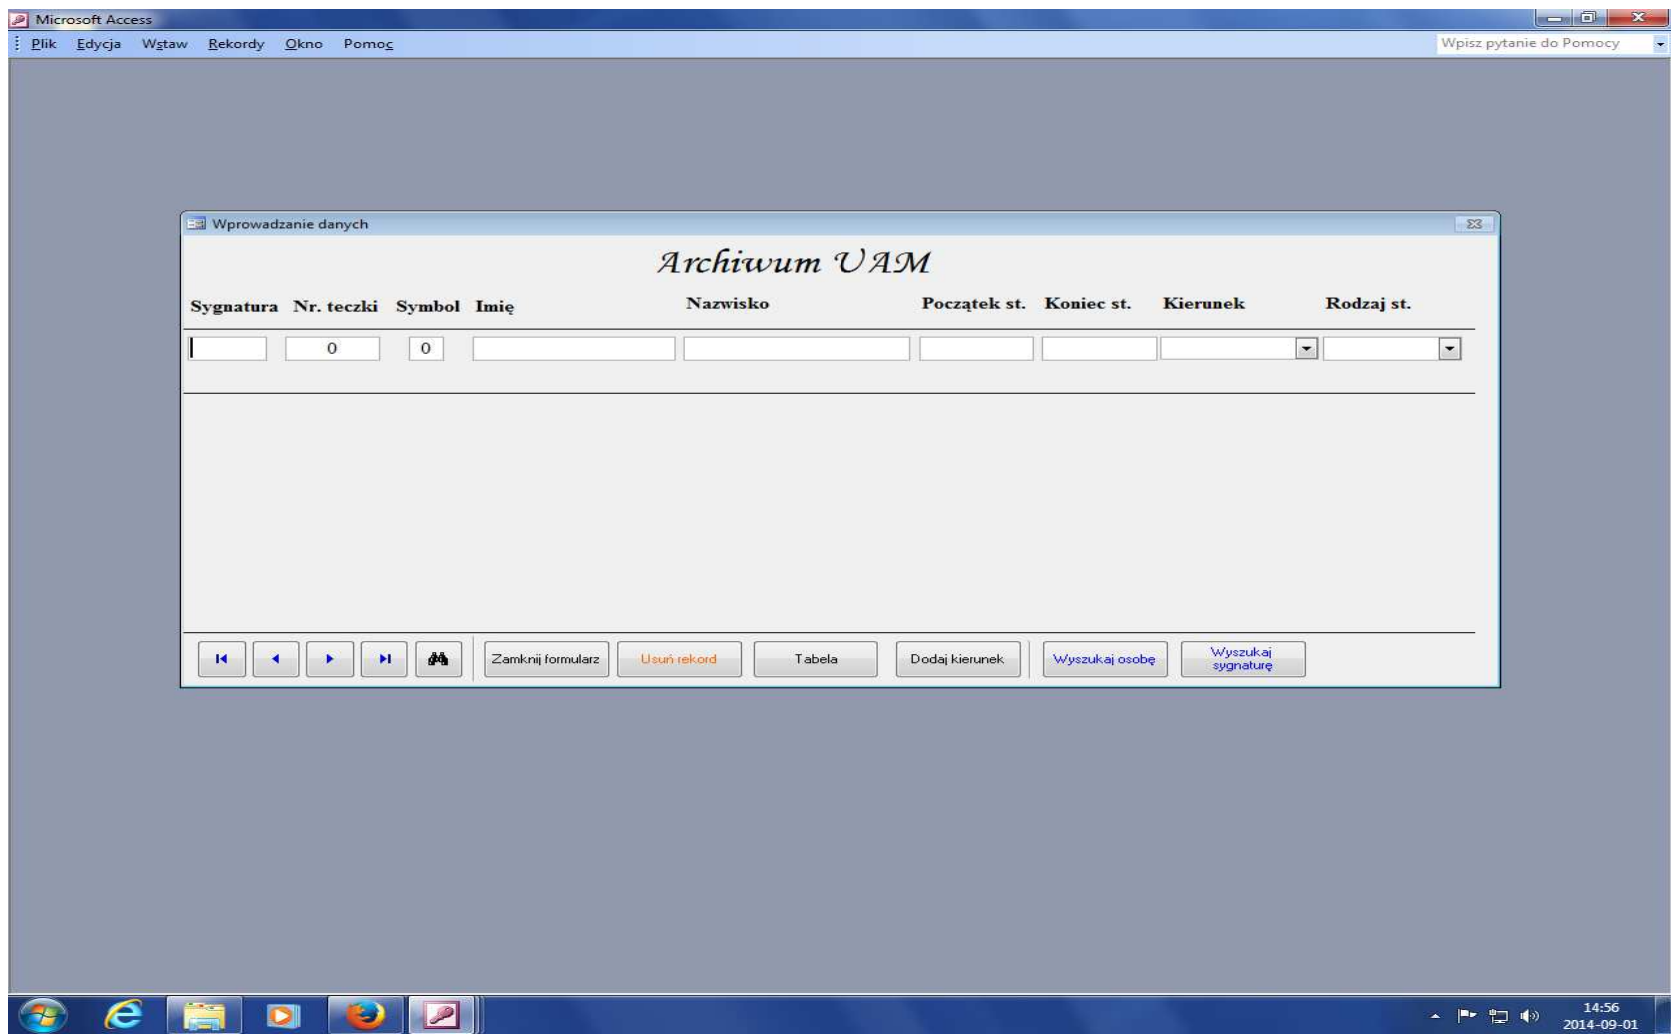 Microsoft Access
Plik Edycja Wstaw Rekordy Okno Pomoc Wpisz pytanie do Pomocy
Wprowadzanie danych
Archiwum UAM
Sygnatura Nr. teczki Symbol Imię Nazwisko Początek st. Koniec st. Kierunek Rodzaj st.
0 0
Zamknij formularz Usuń rekord Tabela Dodaj kierunek Wyszukaj osobę Wyszukaj sygnaturę
14:56
2014-09-01